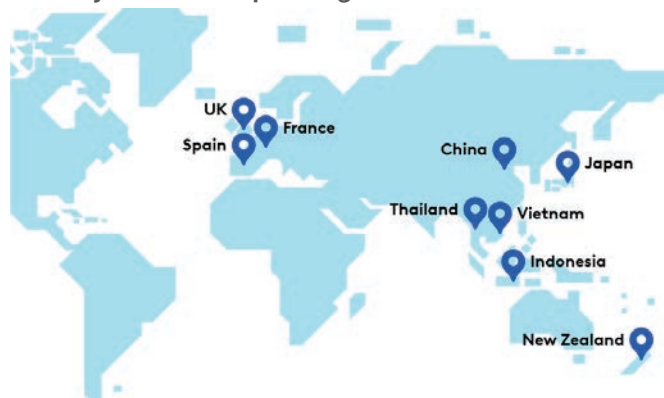 UK
France
Spain
China
Japan
Thailand
Vietnam
Indonesia
New Zealand